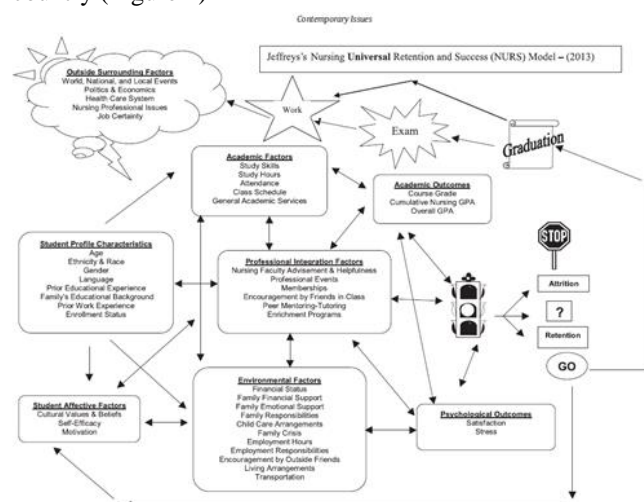 Contemporary Issues
Jeffreys's Nursing Universal Retention and Success (NURS) Model – (2013)
Outside Surrounding Factors
World, National, and Local Events
Politics & Economics
Health Care System
Nursing Professional Issues
Job Certainty
Work
Exam
Graduation
Academic Factors
Study Skills
Study Hours
Attendance
Class Schedule
General Academic Services
Academic Outcomes
Course Grade
Cumulative Nursing GPA
Overall GPA
Student Profile Characteristics
Age
Ethnicity & Race
Gender
Language
Prior Educational Experience
Family's Educational Background
Prior Work Experience
Enrollment Status
Professional Integration Factors
Nursing Faculty Advisement & Helpfulness
Professional Events
Memberships
Encouragement by Friends in Class
Peer Mentoring-Tutoring
Enrichment Programs
STOP
Attrition
?
Retention
GO
Student Affective Factors
Cultural Values & Beliefs
Self-Efficacy
Motivation
Environmental Factors
Financial Status
Family Financial Support
Family Emotional Support
Family Responsibilities
Child Care Arrangements
Family Crisis
Employment Hours
Employment Responsibilities
Encouragement by Outside Friends
Living Arrangements
Transportation
Psychological Outcomes
Satisfaction
Stress